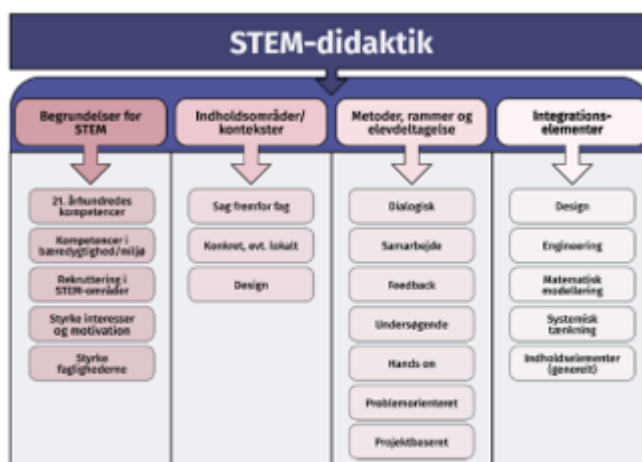 STEM-didaktik
Begrundelser for
STEM
21. århundredes
kompetencer
Kompetencer i
bæredygtighed/miljø
Rekruttering i
STEM-områder
Styrke interesser
og motivation
Styrke
faglighederne
Indholdsområder/
kontekster
Sag fremfor fag
Konkret, evt. lokalt
Design
Metoder, rammer og
elevdeltagelse
Dialogisk
Samarbejde
Feedback
Undersøgende
Hands on
Problemorienteret
Projektbaseret
Integrations-
elementer
Design
Engineering
Matematisk
modellering
Systemisk
tænkning
Indholdselementer
(generelt)